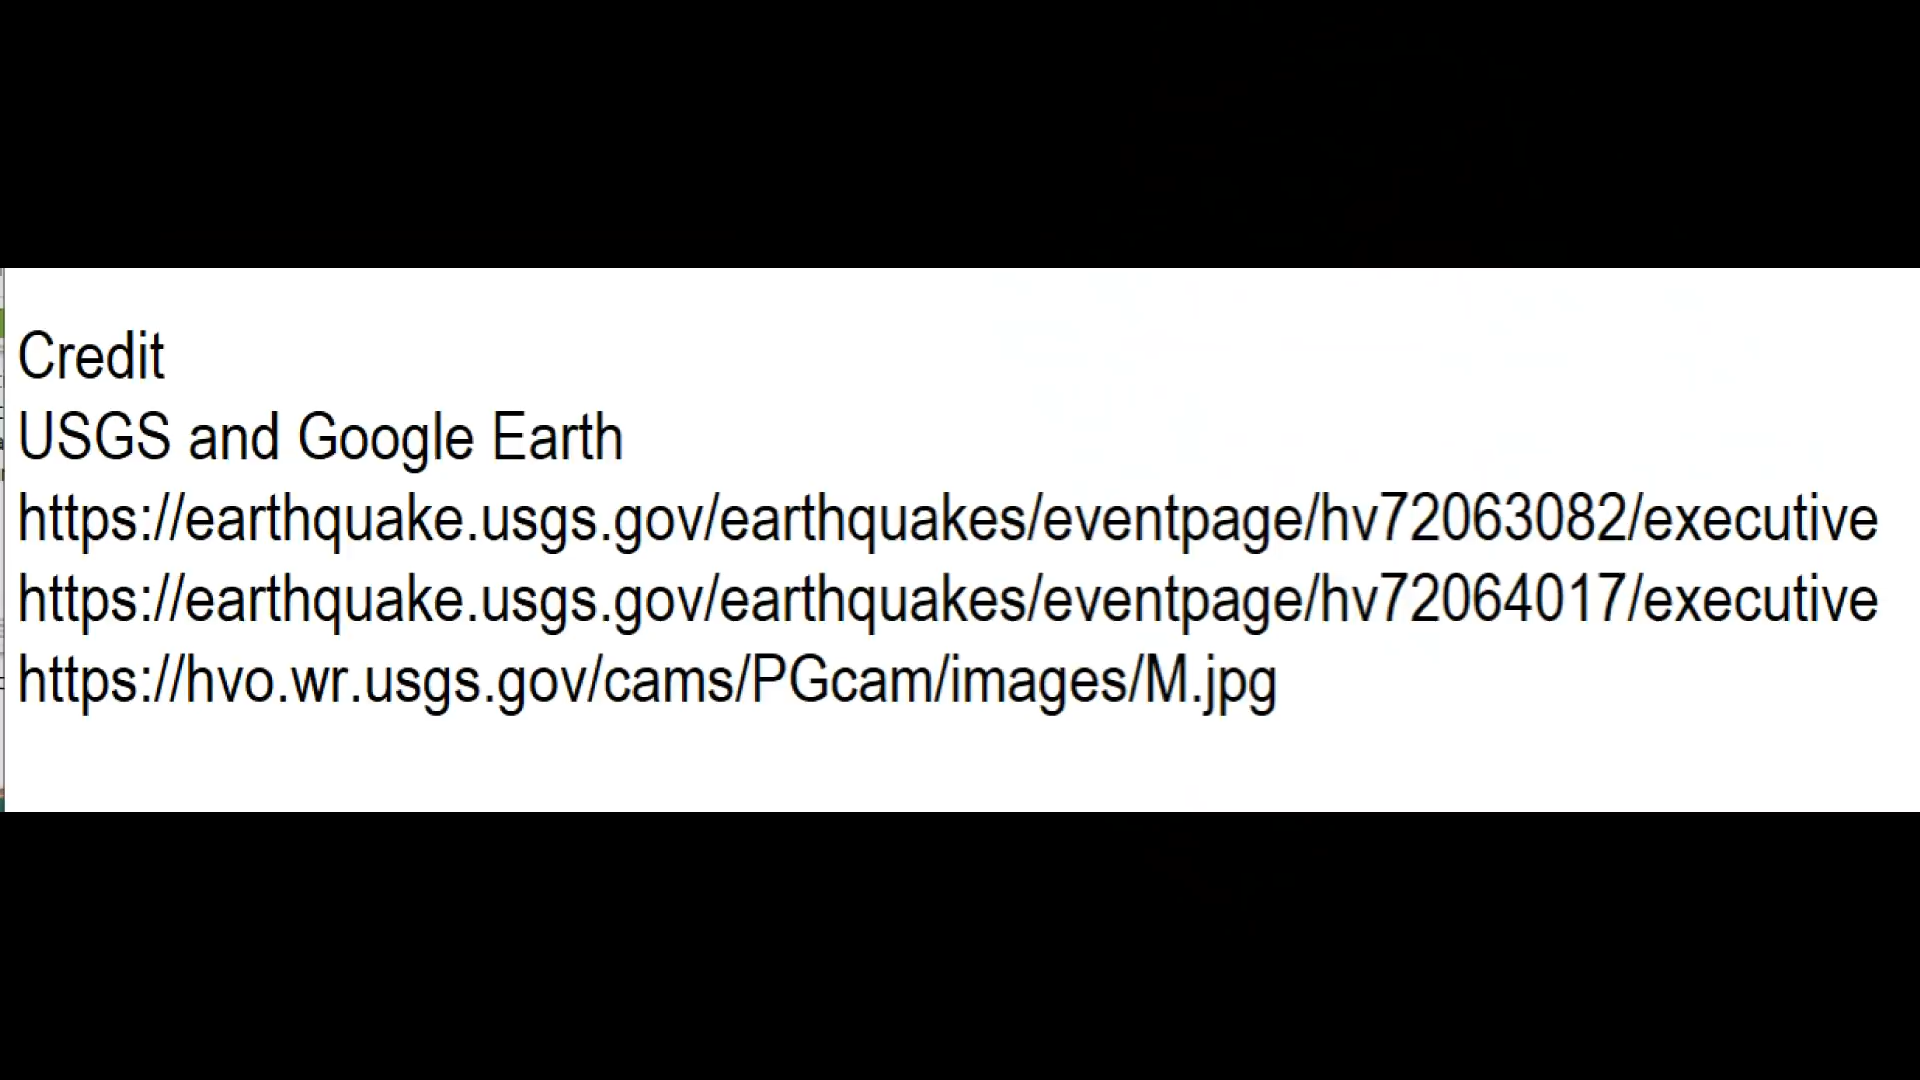 Credit
USGS and Google Earth
https://earthquake.usgs.gov/earthquakes/eventpage/hv72063082/executive
https://earthquake.usgs.gov/earthquakes/eventpage/hv72064017/executive
https://hvo.wr.usgs.gov/cams/PGcam/images/M.jpg